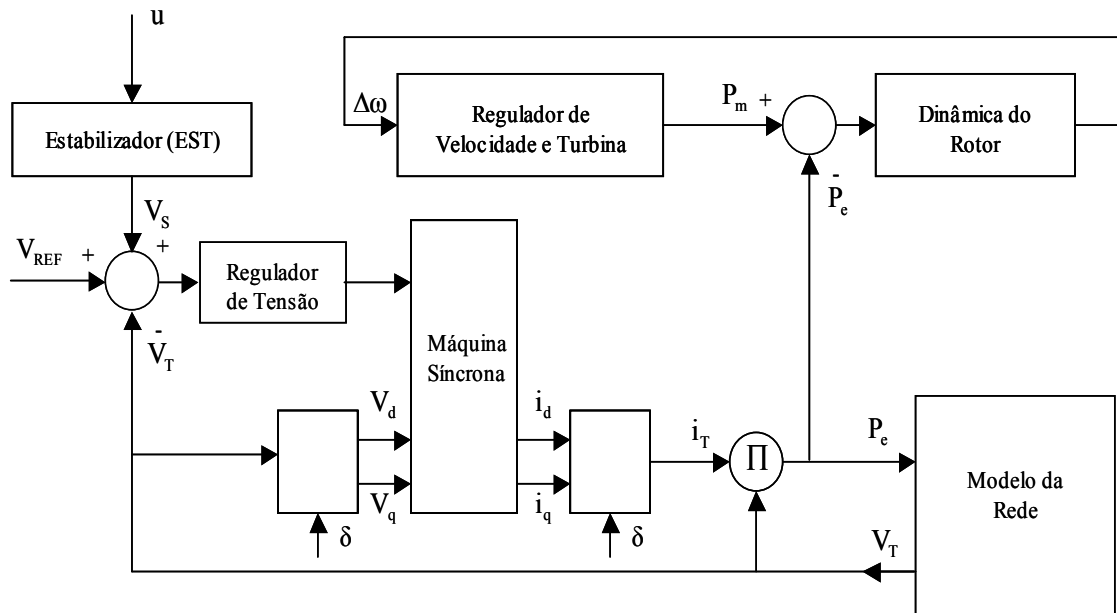 u
Estabilizador (EST)
V_S
V_REF
+
+
-
V_T
Regulador
de Tensão
Δω
Regulador de
Velocidade e Turbina
P_m
+
-
P_e
Dinâmica do
Rotor
Máquina
Síncrona
V_d
V_q
δ
i_d
i_q
δ
i_T
Π
P_e
V_T
Modelo da
Rede